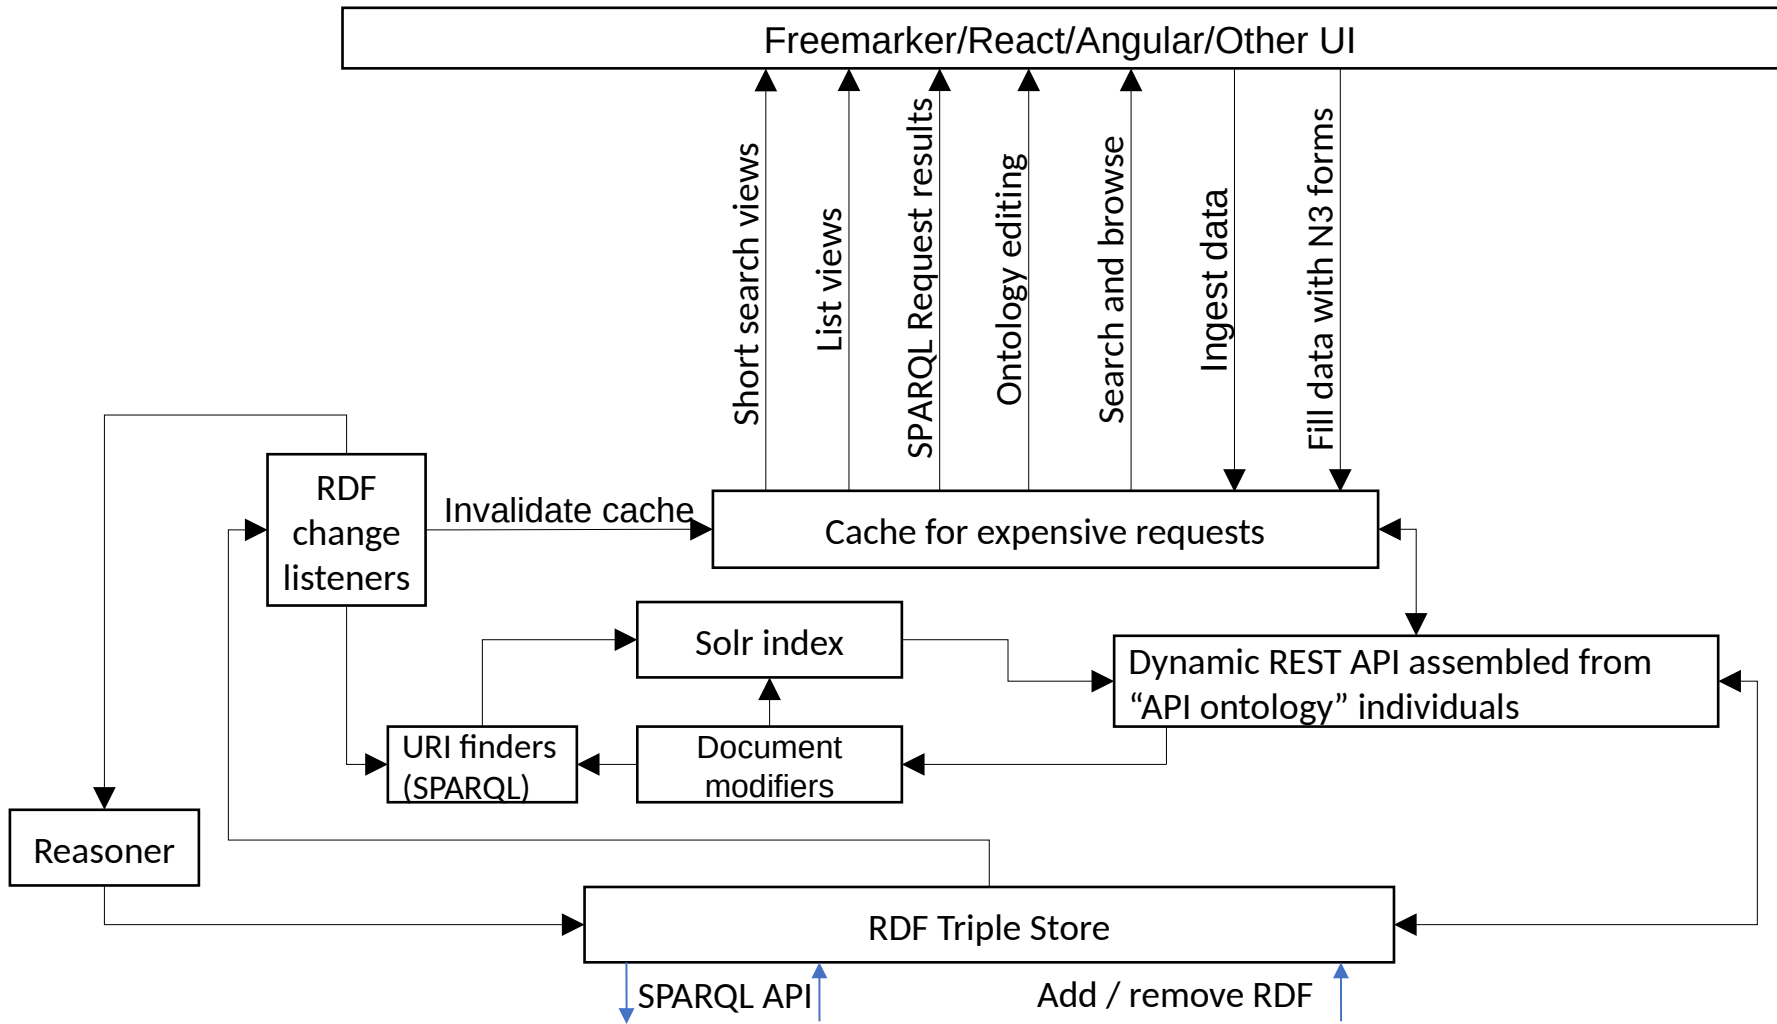 Freemarker/React/Angular/Other UI
Short search views
List views
SPARQL Request results
Ontology editing
Search and browse
Ingest data
Fill data with N3 forms
RDF
change
listeners
Invalidate cache
Cache for expensive requests
Solr index
Dynamic REST API assembled from
“API ontology” individuals
URI finders
(SPARQL)
Document
modifiers
Reasoner
RDF Triple Store
SPARQL API
Add / remove RDF